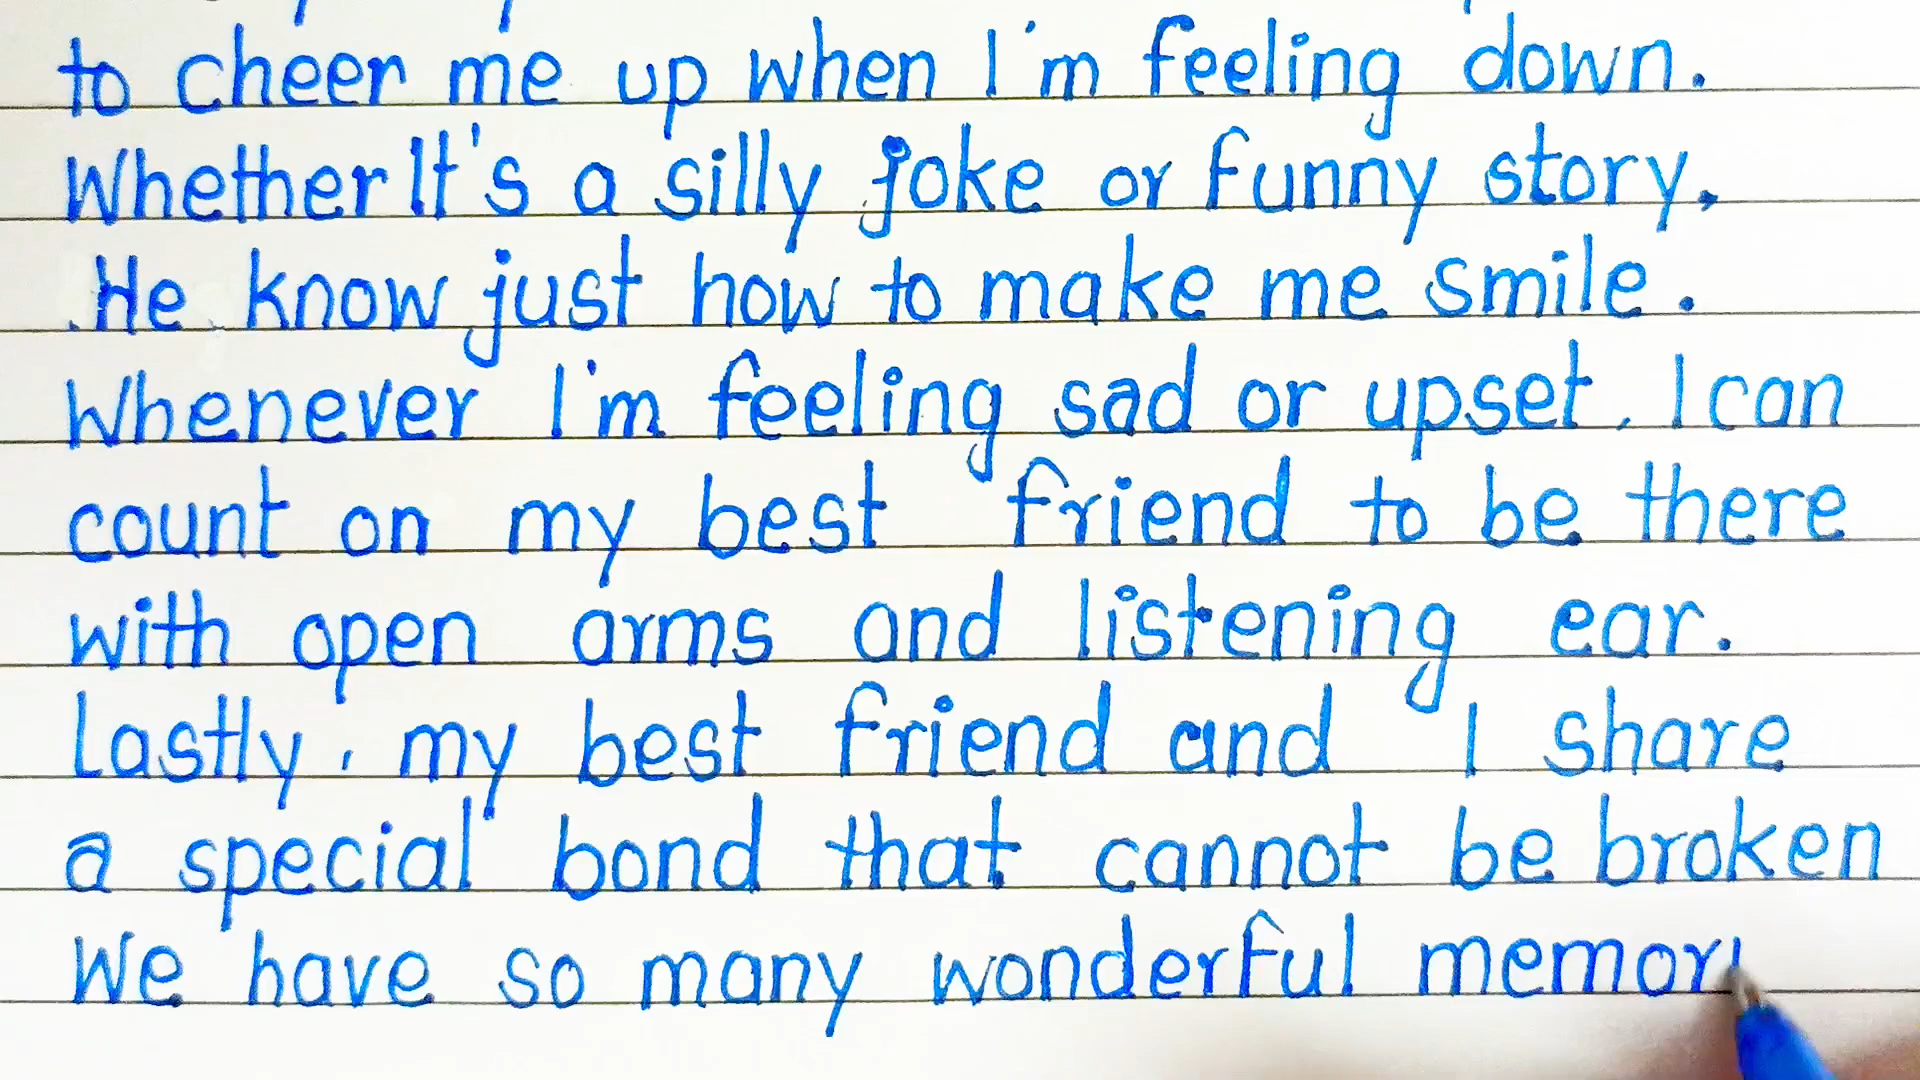 to cheer me up when I'm feeling down.
Whether It's a silly joke or funny story,
He know just how to make me smile.
Whenever I'm feeling sad or upset, I can
count on my best friend to be there
with open arms and listening ear.
Lastly, my best friend and I share
a special bond that cannot be broken
We have so many wonderful memori